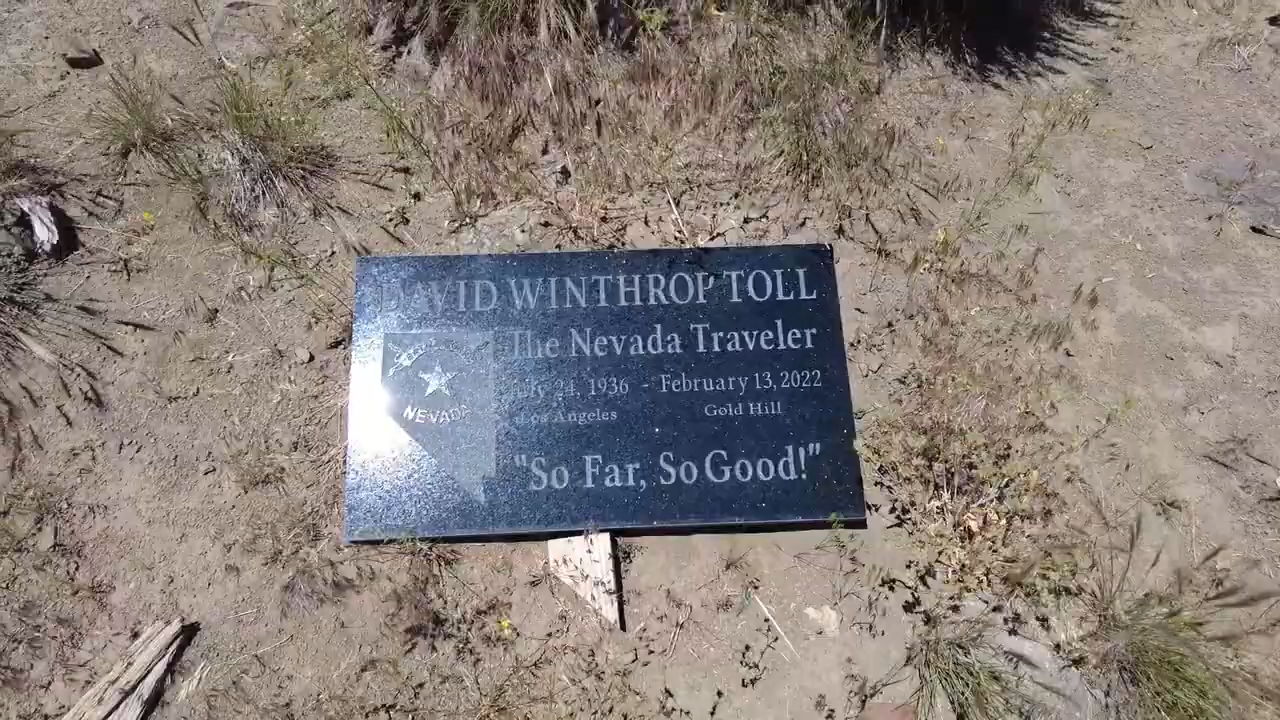 DAVID WINTHROP TOLL
The Nevada Traveler
July 24, 1936 - February 13, 2022
Los Angeles Gold Hill
NEVADA
"So Far, So Good!"